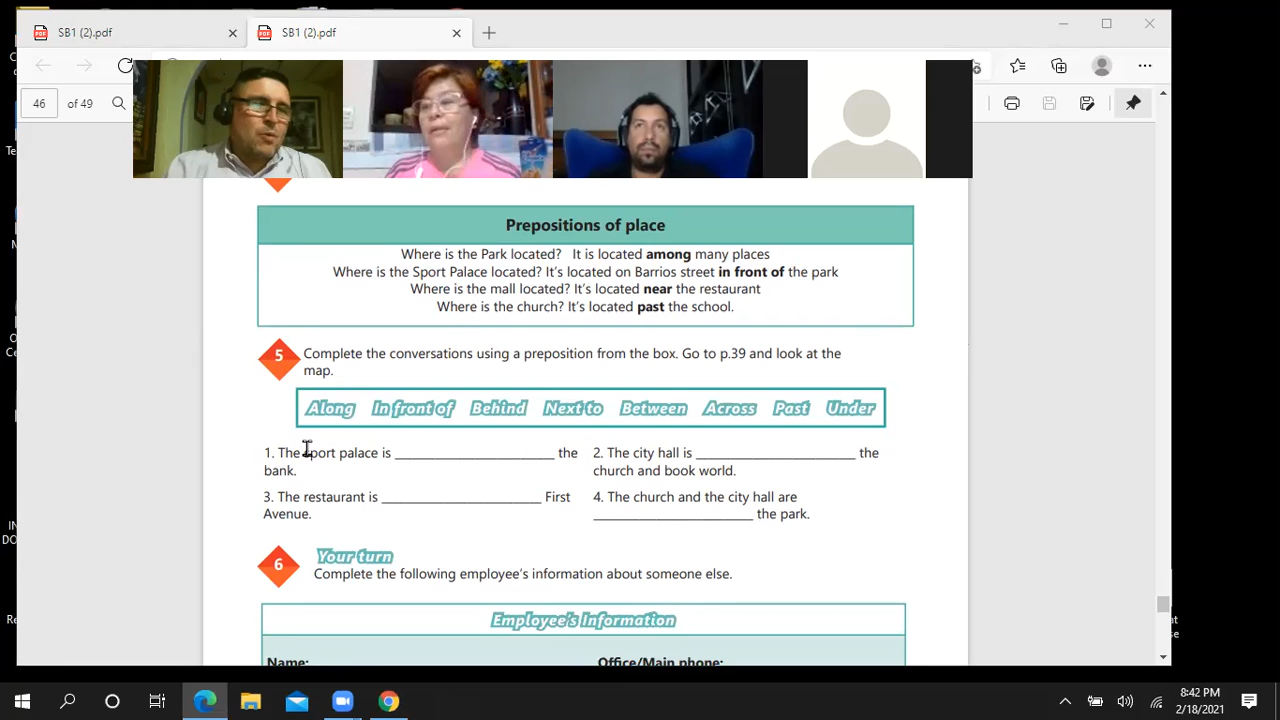 SB1 (2).pdf
SB1 (2).pdf
46 of 49
Prepositions of place
Where is the Park located? It is located among many places
Where is the Sport Palace located? It's located on Barrios street in front of the park
Where is the mall located? It's located near the restaurant
Where is the church? It's located past the school.
5 Complete the conversations using a preposition from the box. Go to p.39 and look at the
map.
Along In front of Behind Next to Between Across Past Under
1. The sport palace is ______________________ the
bank.
2. The city hall is ______________________ the
church and book world.
3. The restaurant is ______________________ First
Avenue.
4. The church and the city hall are
______________________ the park.
6 Your turn
Complete the following employee's information about someone else.
Employee's Information
Name: Office/Main phone:
8:42 PM
2/18/2021